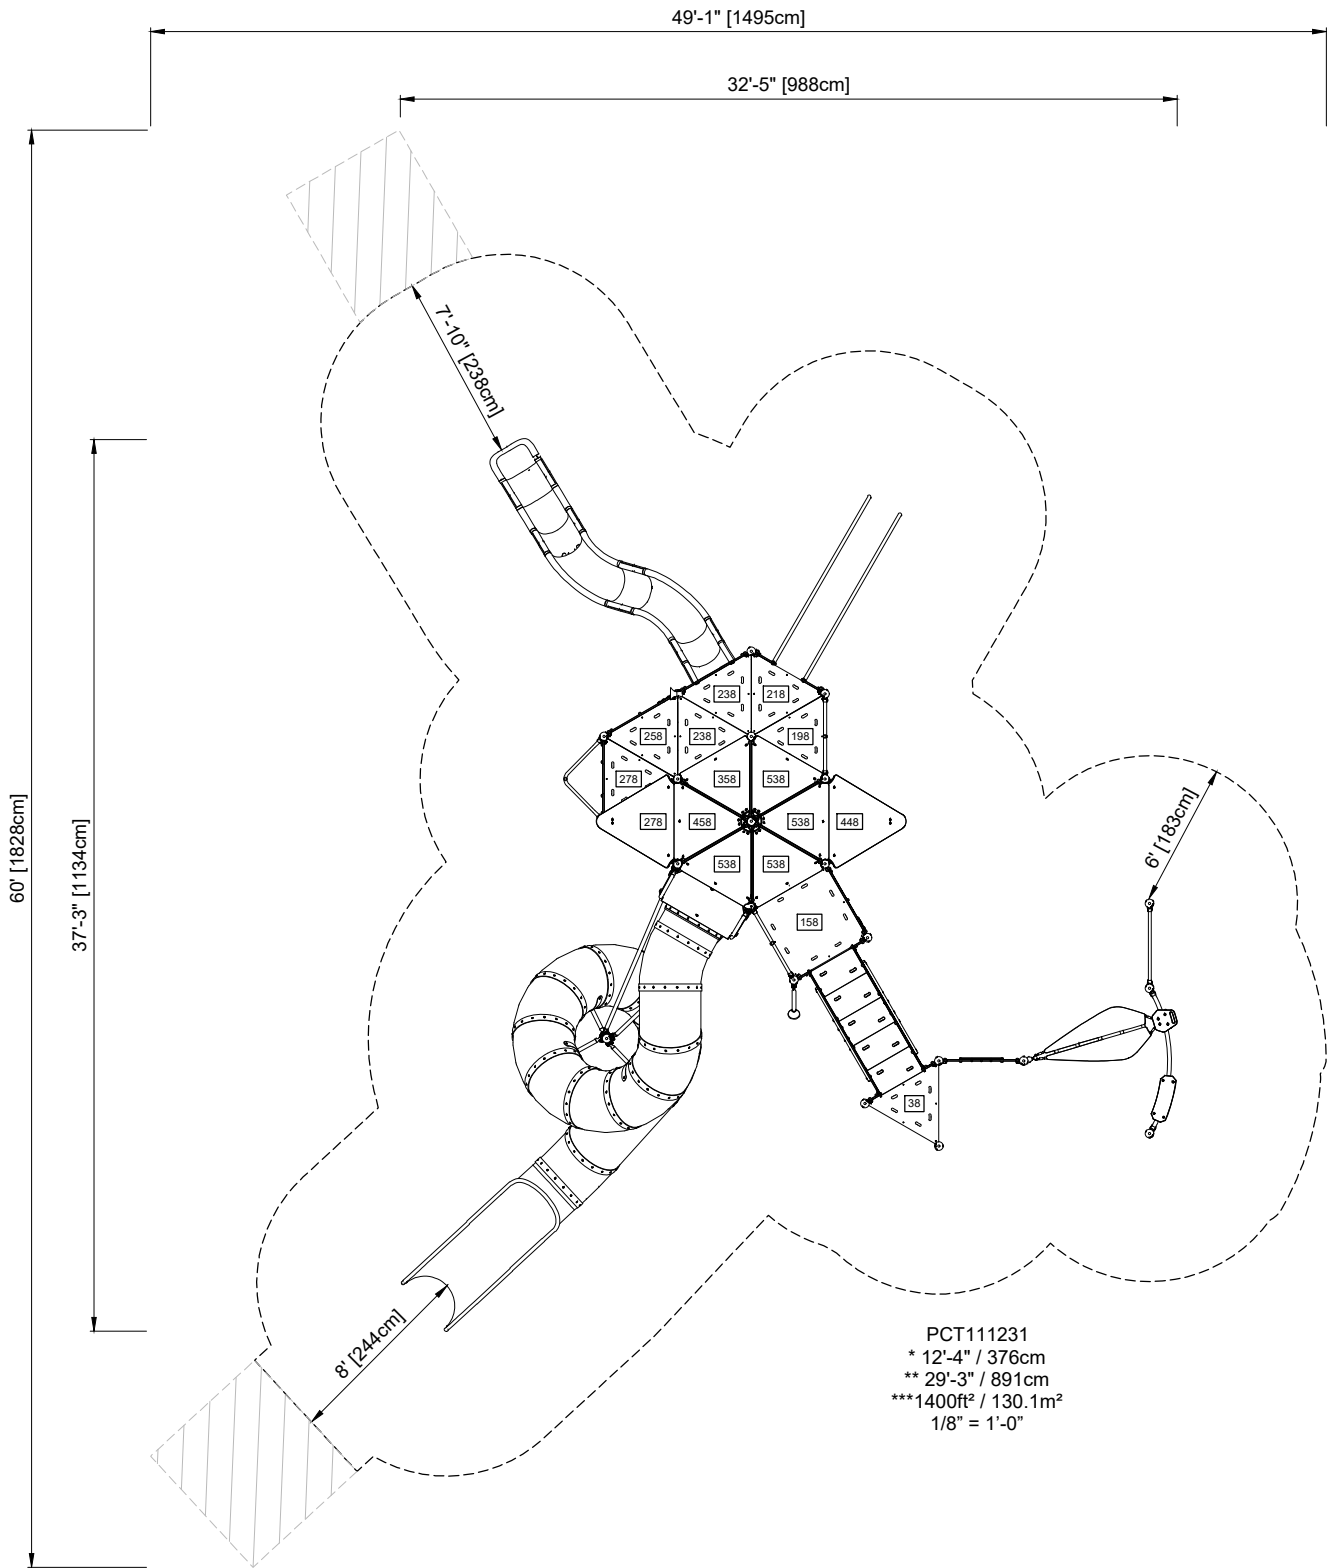 49'-1" [1495cm]
32'-5" [988cm]
7'-10" [238cm]
60' [1828cm]
37'-3" [1134cm]
238
218
258
238
198
278
358
538
278
458
538
448
538
538
6' [183cm]
158
38
8' [244cm]
PCT111231
* 12'-4" / 376cm
** 29'-3" / 891cm
***1400ft² / 130.1m²
1/8" = 1'-0"